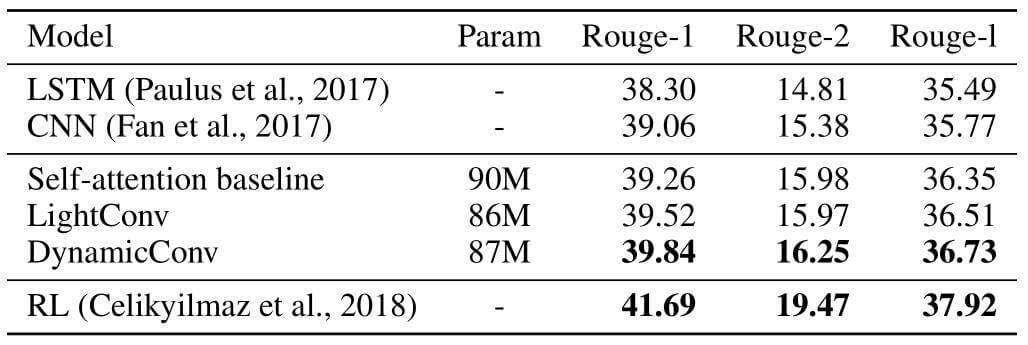 Model Param Rouge-1 Rouge-2 Rouge-l
LSTM (Paulus et al., 2017) - 38.30 14.81 35.49
CNN (Fan et al., 2017) - 39.06 15.38 35.77
Self-attention baseline 90M 39.26 15.98 36.35
LightConv 86M 39.52 15.97 36.51
DynamicConv 87M 39.84 16.25 36.73
RL (Celikyilmaz et al., 2018) - 41.69 19.47 37.92